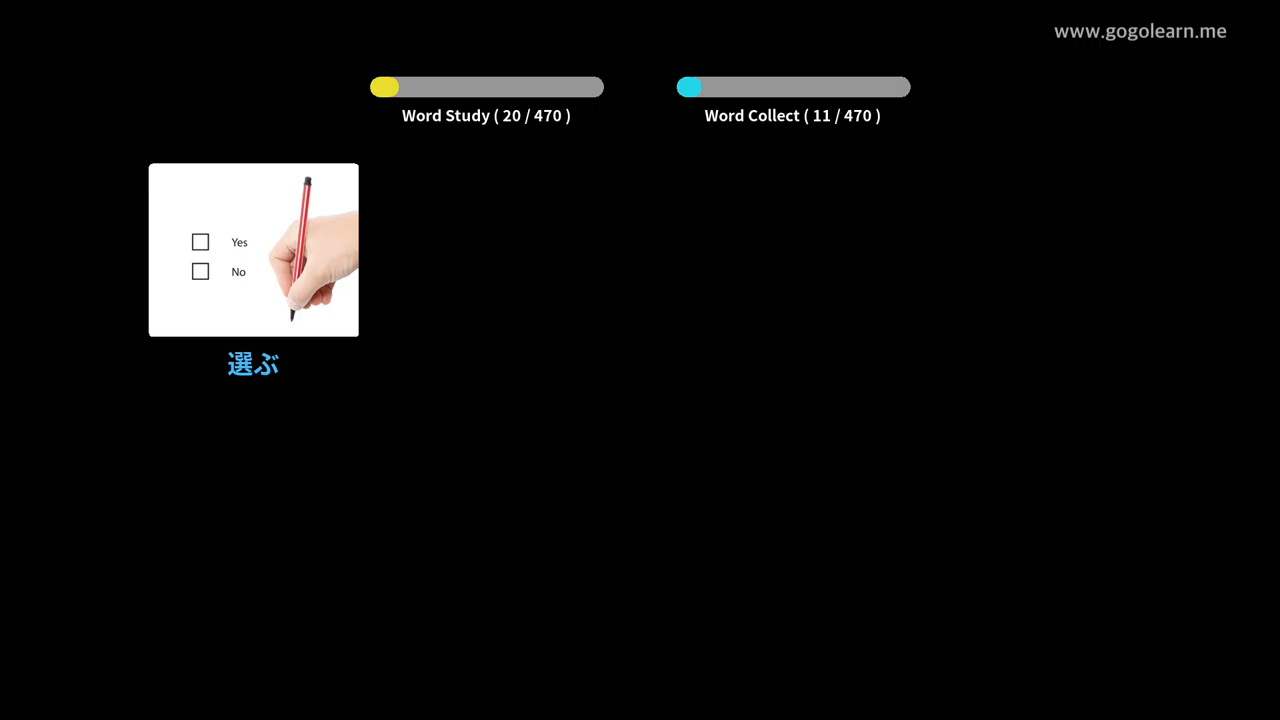 www.gogolearn.me
Word Study ( 20 / 470 )
Word Collect ( 11 / 470 )
Yes
No
選ぶ